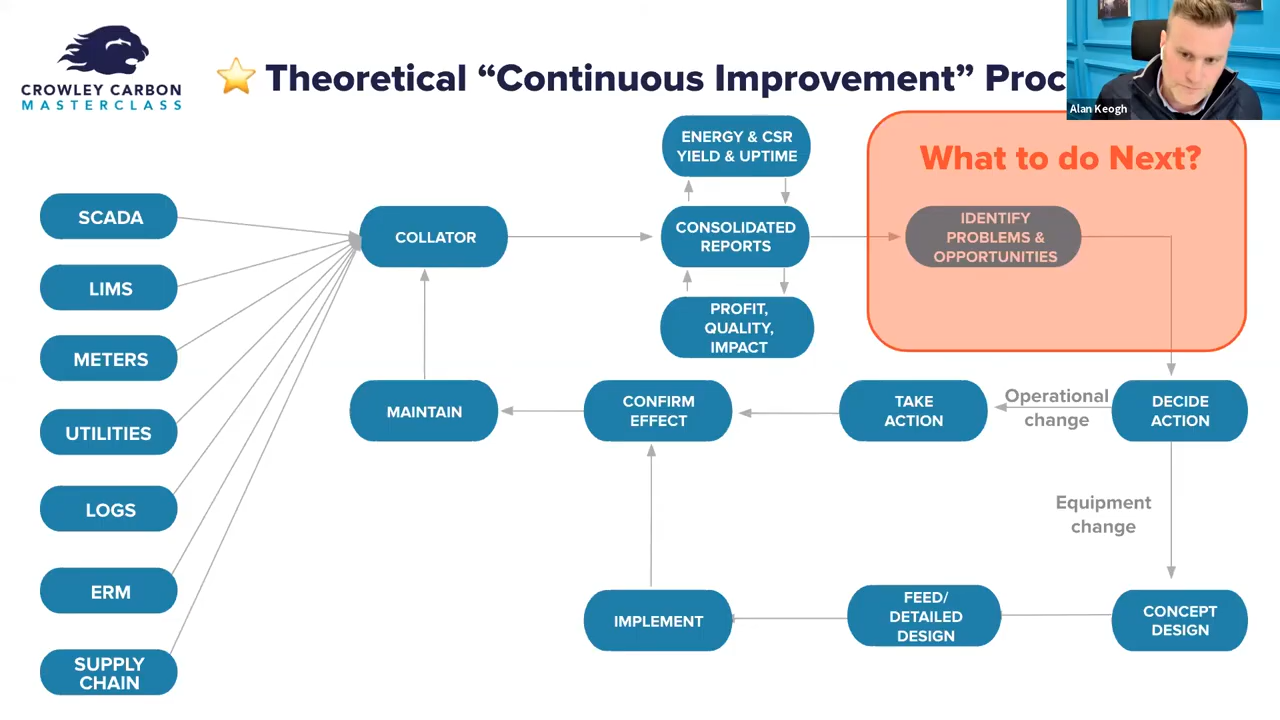 CROWLEY CARBON
MASTERCLASS
Theoretical “Continuous Improvement” Proc
Alan Keogh
What to do Next?
ENERGY & CSR
YIELD & UPTIME
SCADA
COLLATOR
CONSOLIDATED
REPORTS
IDENTIFY
PROBLEMS &
OPPORTUNITIES
LIMS
PROFIT,
QUALITY,
IMPACT
METERS
MAINTAIN
CONFIRM
EFFECT
TAKE
ACTION
Operational
change
DECIDE
ACTION
UTILITIES
LOGS
Equipment
change
ERM
IMPLEMENT
FEED/
DETAILED
DESIGN
CONCEPT
DESIGN
SUPPLY
CHAIN